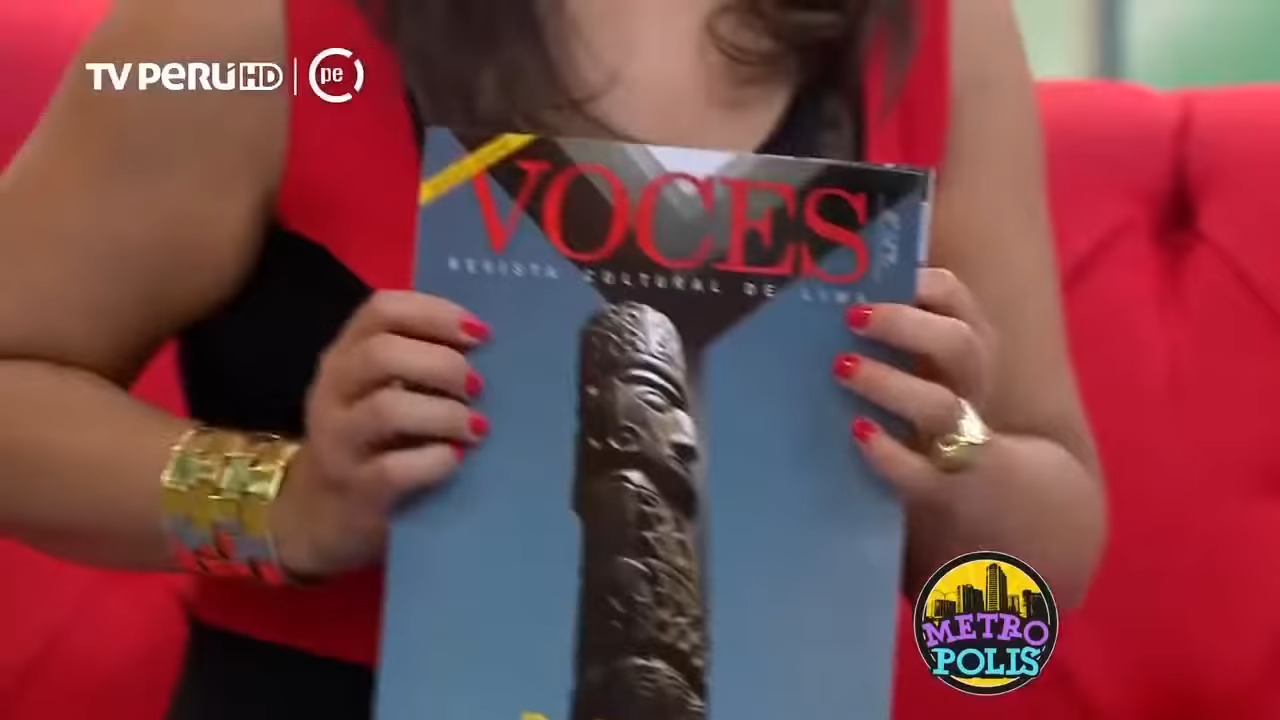 TV PERÚ HD
pe
VOCES
REVISTA CULTURAL DE LIMA
METRO
POLIS